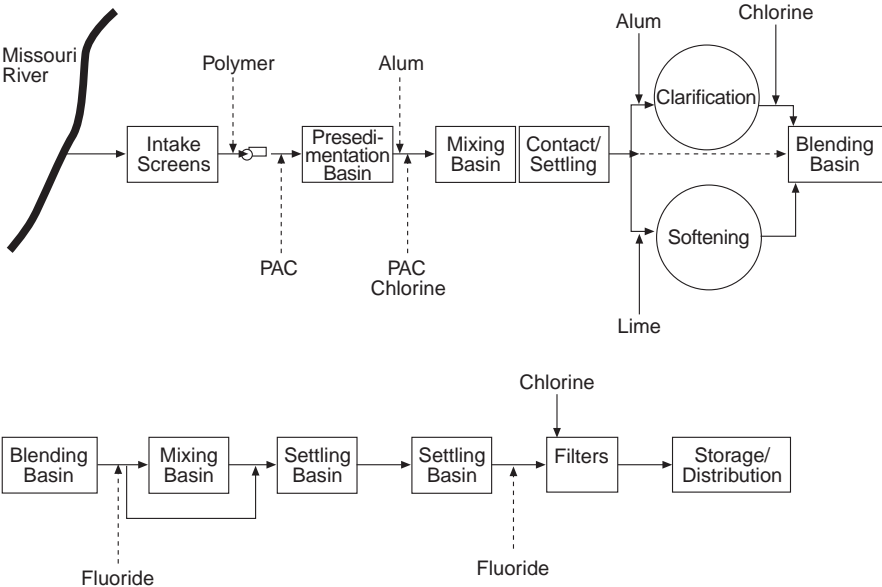 Missouri
River
Polymer
Alum
Alum
Chlorine
Intake
Screens
Presedi-
mentation
Basin
Mixing
Basin
Contact/
Settling
Clarification
Blending
Basin
Softening
PAC
PAC
Chlorine
Lime
Chlorine
Blending
Basin
Mixing
Basin
Settling
Basin
Settling
Basin
Filters
Storage/
Distribution
Fluoride
Fluoride